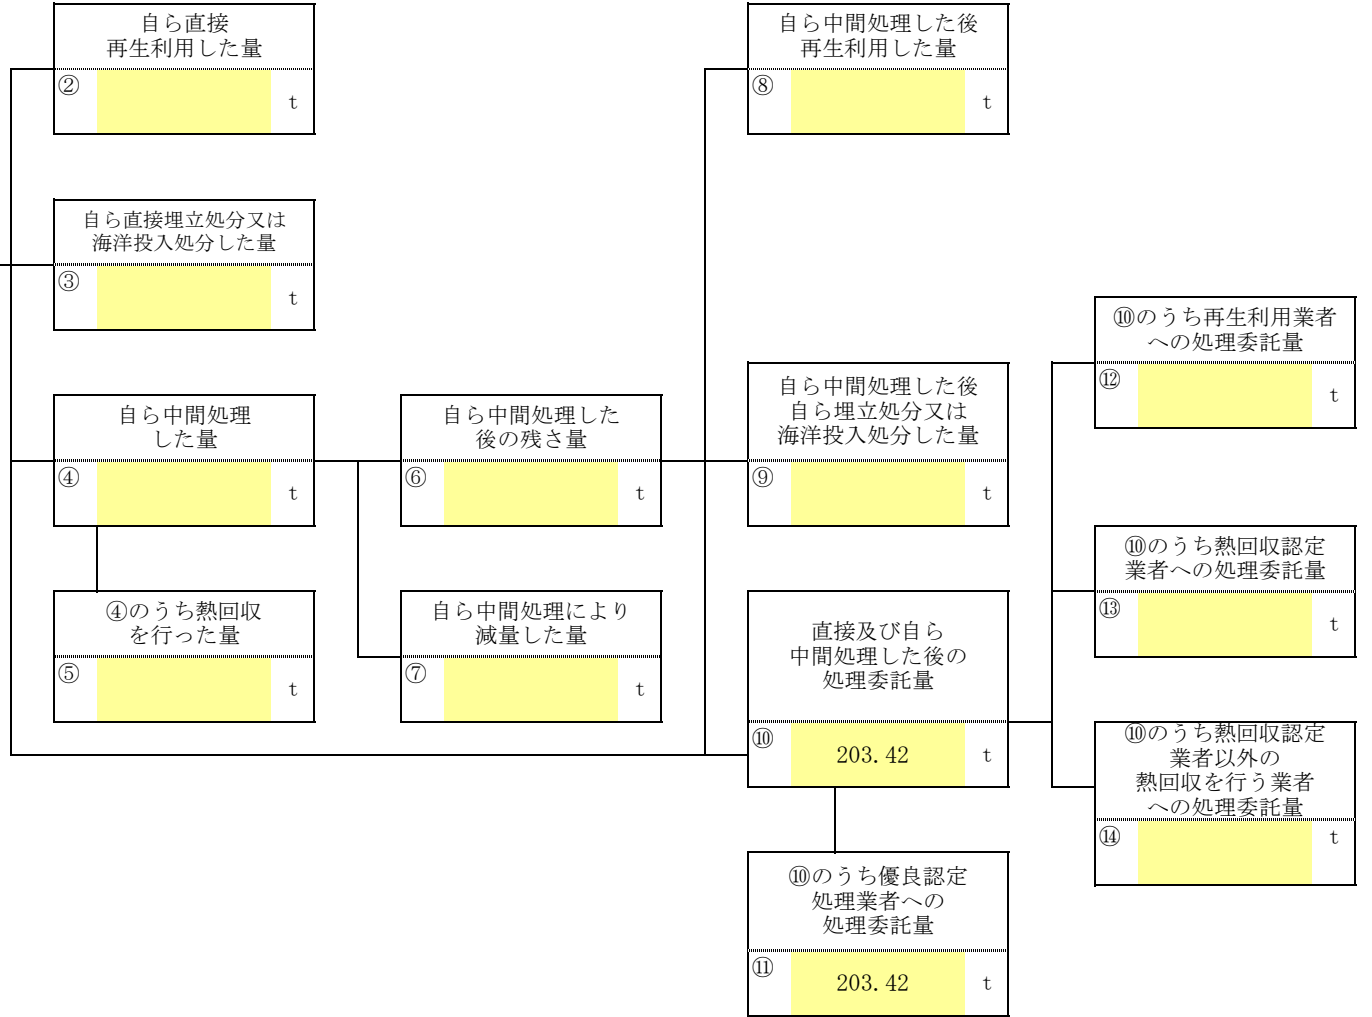 自ら直接
再生利用した量
②
t
自ら中間処理した後
再生利用した量
⑧
t
自ら直接埋立処分又は
海洋投入処分した量
③
t
⑩のうち再生利用業者
への処理委託量
⑫
t
自ら中間処理
した量
④
t
自ら中間処理した
後の残さ量
⑥
t
自ら中間処理した後
自ら埋立処分又は
海洋投入処分した量
⑨
t
⑩のうち熱回収認定
業者への処理委託量
⑬
t
④のうち熱回収
を行った量
⑤
t
自ら中間処理により
減量した量
⑦
t
直接及び自ら
中間処理した後の
処理委託量
⑩ 203.42 t
⑩のうち熱回収認定
業者以外の
熱回収を行う業者
への処理委託量
⑭
t
⑩のうち優良認定
処理業者への
処理委託量
⑪ 203.42 t